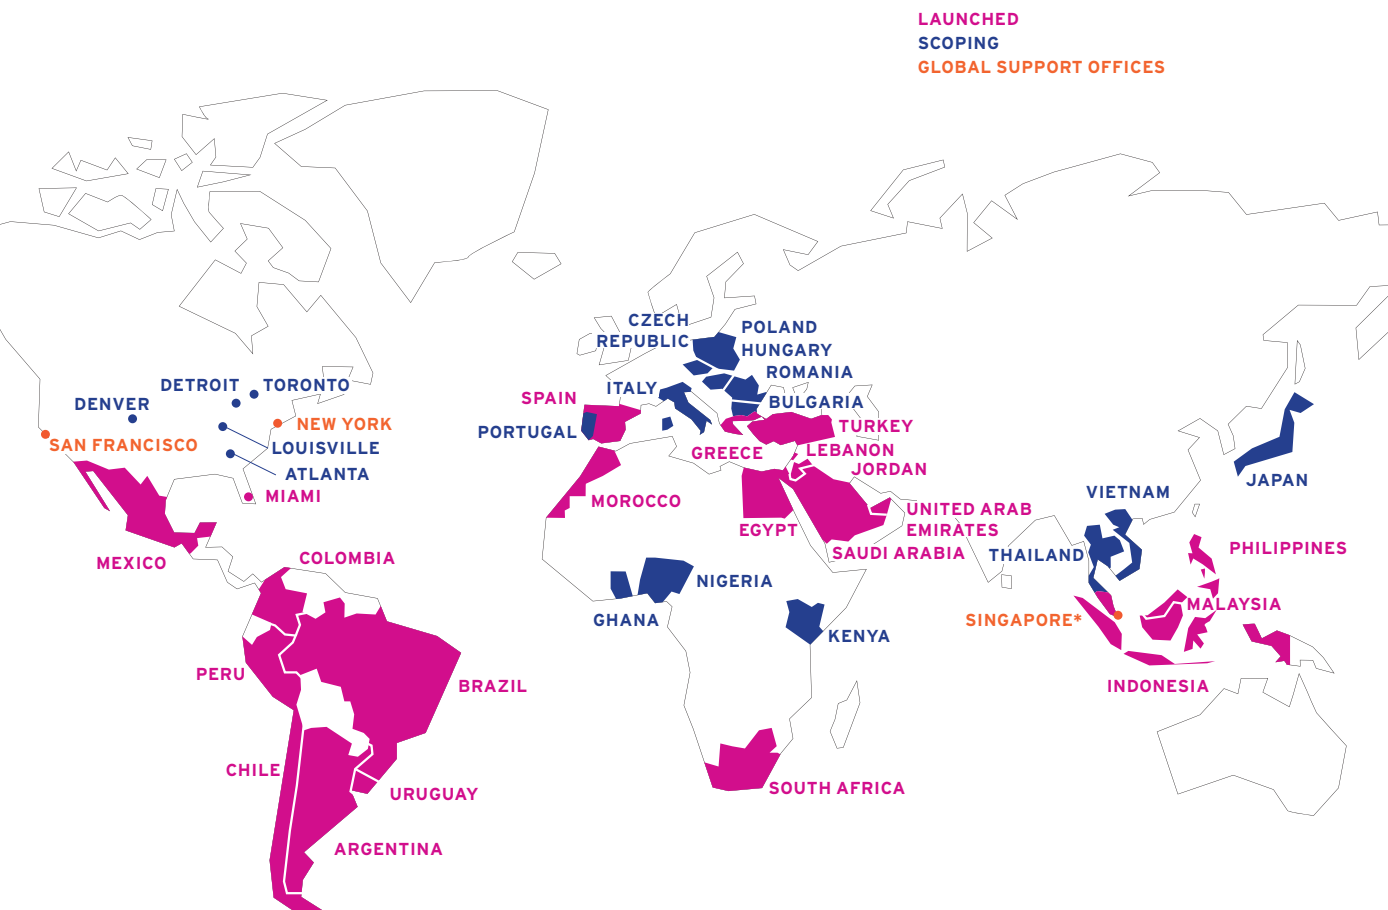 LAUNCHED
SCOPING
GLOBAL SUPPORT OFFICES
CZECH
REPUBLIC
POLAND
HUNGARY
ROMANIA
BULGARIA
ITALY
SPAIN
PORTUGAL
GREECE
TURKEY
LEBANON
JORDAN
DETROIT
TORONTO
DENVER
NEW YORK
SAN FRANCISCO
LOUISVILLE
ATLANTA
MIAMI
MEXICO
MOROCCO
EGYPT
UNITED ARAB
EMIRATES
SAUDI ARABIA
VIETNAM
JAPAN
THAILAND
PHILIPPINES
COLOMBIA
NIGERIA
GHANA
KENYA
SINGAPORE*
MALAYSIA
INDONESIA
PERU
BRAZIL
CHILE
URUGUAY
ARGENTINA
SOUTH AFRICA